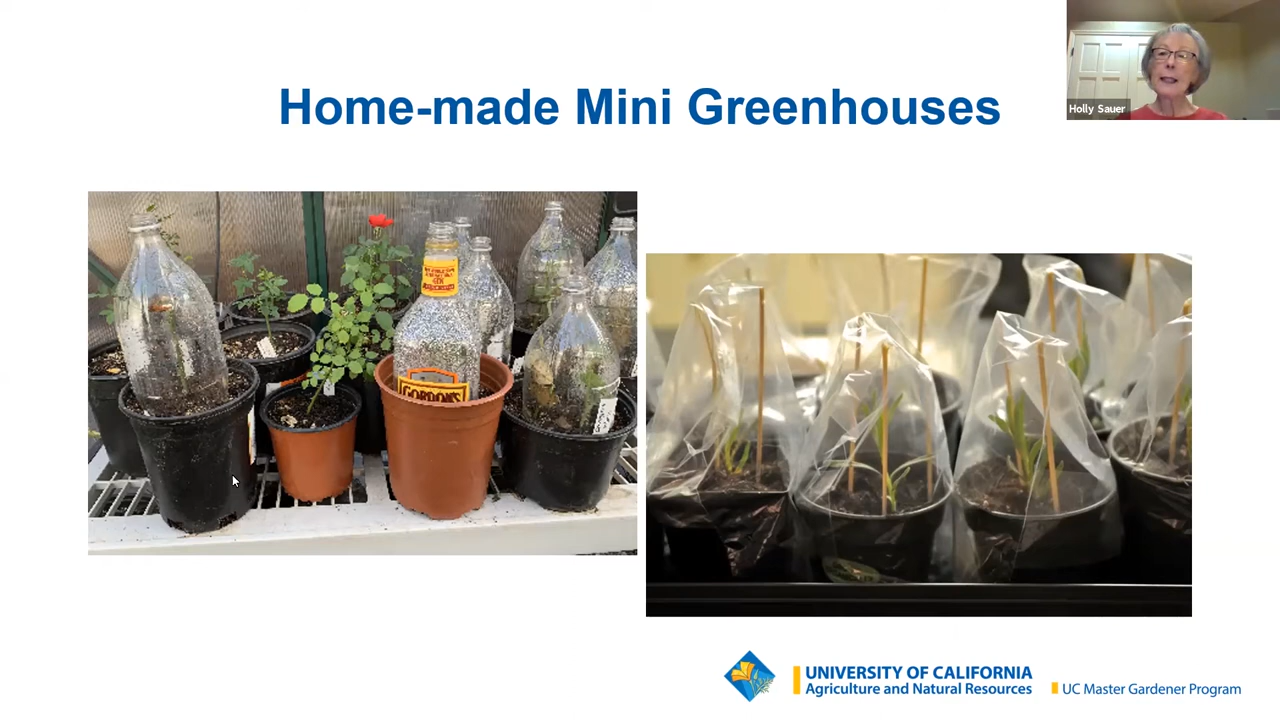 Home-made Mini Greenhouses
Holly Sauer
GORDON'S
UNIVERSITY OF CALIFORNIA
Agriculture and Natural Resources
UC Master Gardener Program